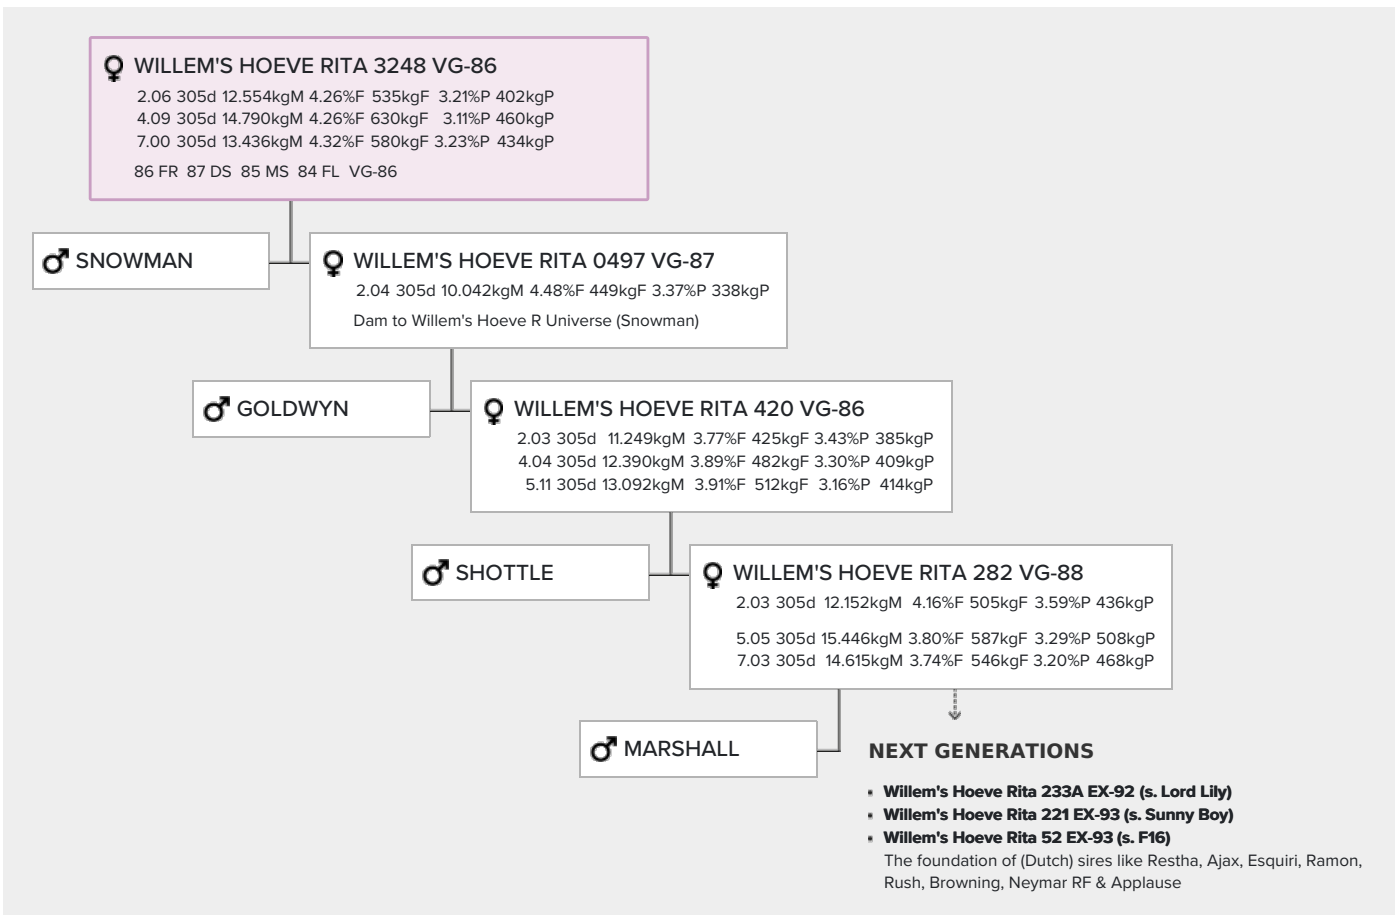 WILLEM'S HOEVE RITA 3248 VG-86
2.06 305d 12.554kgM 4.26%F 535kgF 3.21%P 402kgP
4.09 305d 14.790kgM 4.26%F 630kgF 3.11%P 460kgP
7.00 305d 13.436kgM 4.32%F 580kgF 3.23%P 434kgP
86 FR 87 DS 85 MS 84 FL VG-86
SNOWMAN
WILLEM'S HOEVE RITA 0497 VG-87
2.04 305d 10.042kgM 4.48%F 449kgF 3.37%P 338kgP
Dam to Willem's Hoeve R Universe (Snowman)
GOLDWYN
WILLEM'S HOEVE RITA 420 VG-86
2.03 305d 11.249kgM 3.77%F 425kgF 3.43%P 385kgP
4.04 305d 12.390kgM 3.89%F 482kgF 3.30%P 409kgP
5.11 305d 13.092kgM 3.91%F 512kgF 3.16%P 414kgP
SHOTTLE
WILLEM'S HOEVE RITA 282 VG-88
2.03 305d 12.152kgM 4.16%F 505kgF 3.59%P 436kgP
5.05 305d 15.446kgM 3.80%F 587kgF 3.29%P 508kgP
7.03 305d 14.615kgM 3.74%F 546kgF 3.20%P 468kgP
MARSHALL
NEXT GENERATIONS
Willem's Hoeve Rita 233A EX-92 (s. Lord Lily)
Willem's Hoeve Rita 221 EX-93 (s. Sunny Boy)
Willem's Hoeve Rita 52 EX-93 (s. F16)
The foundation of (Dutch) sires like Restha, Ajax, Esquiri, Ramon,
Rush, Browning, Neymar RF & Applause